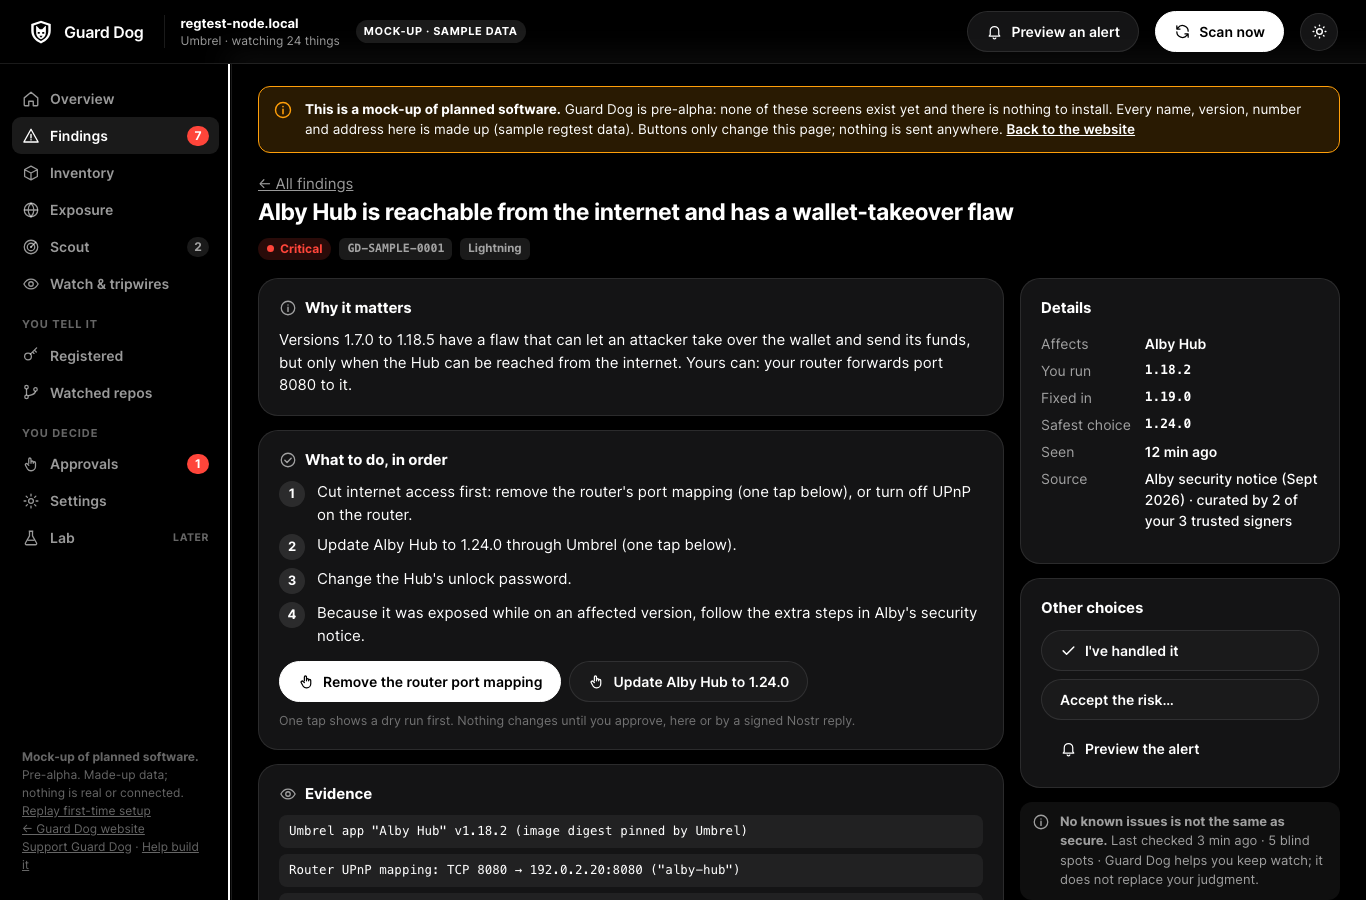 Guard Dog
regtest-node.local
Umbrel · watching 24 things
MOCK-UP · SAMPLE DATA
Preview an alert
Scan now
Overview
Findings
7
Inventory
Exposure
Scout
2
Watch & tripwires
YOU TELL IT
Registered
Watched repos
YOU DECIDE
Approvals
1
Settings
Lab
LATER
Mock-up of planned software.
Pre-alpha. Made-up data;
nothing is real or connected.
Replay first-time setup
← Guard Dog website
Support Guard Dog · Help build
it
This is a mock-up of planned software. Guard Dog is pre-alpha: none of these screens exist yet and there is nothing to install. Every name, version, number
and address here is made up (sample regtest data). Buttons only change this page; nothing is sent anywhere. Back to the website
← All findings
Alby Hub is reachable from the internet and has a wallet-takeover flaw
Critical
GD-SAMPLE-0001
Lightning
Why it matters
Versions 1.7.0 to 1.18.5 have a flaw that can let an attacker take over the wallet and send its funds,
but only when the Hub can be reached from the internet. Yours can: your router forwards port
8080 to it.
What to do, in order
1 Cut internet access first: remove the router's port mapping (one tap below), or turn off UPnP
on the router.
2 Update Alby Hub to 1.24.0 through Umbrel (one tap below).
3 Change the Hub's unlock password.
4 Because it was exposed while on an affected version, follow the extra steps in Alby's security
notice.
Remove the router port mapping
Update Alby Hub to 1.24.0
One tap shows a dry run first. Nothing changes until you approve, here or by a signed Nostr reply.
Evidence
Umbrel app "Alby Hub" v1.18.2 (image digest pinned by Umbrel)
Router UPnP mapping: TCP 8080 → 192.0.2.20:8080 ("alby-hub")
Details
Affects Alby Hub
You run 1.18.2
Fixed in 1.19.0
Safest choice 1.24.0
Seen 12 min ago
Source Alby security notice (Sept
2026) · curated by 2 of
your 3 trusted signers
Other choices
I've handled it
Accept the risk…
Preview the alert
No known issues is not the same as
secure. Last checked 3 min ago · 5 blind
spots · Guard Dog helps you keep watch; it
does not replace your judgment.